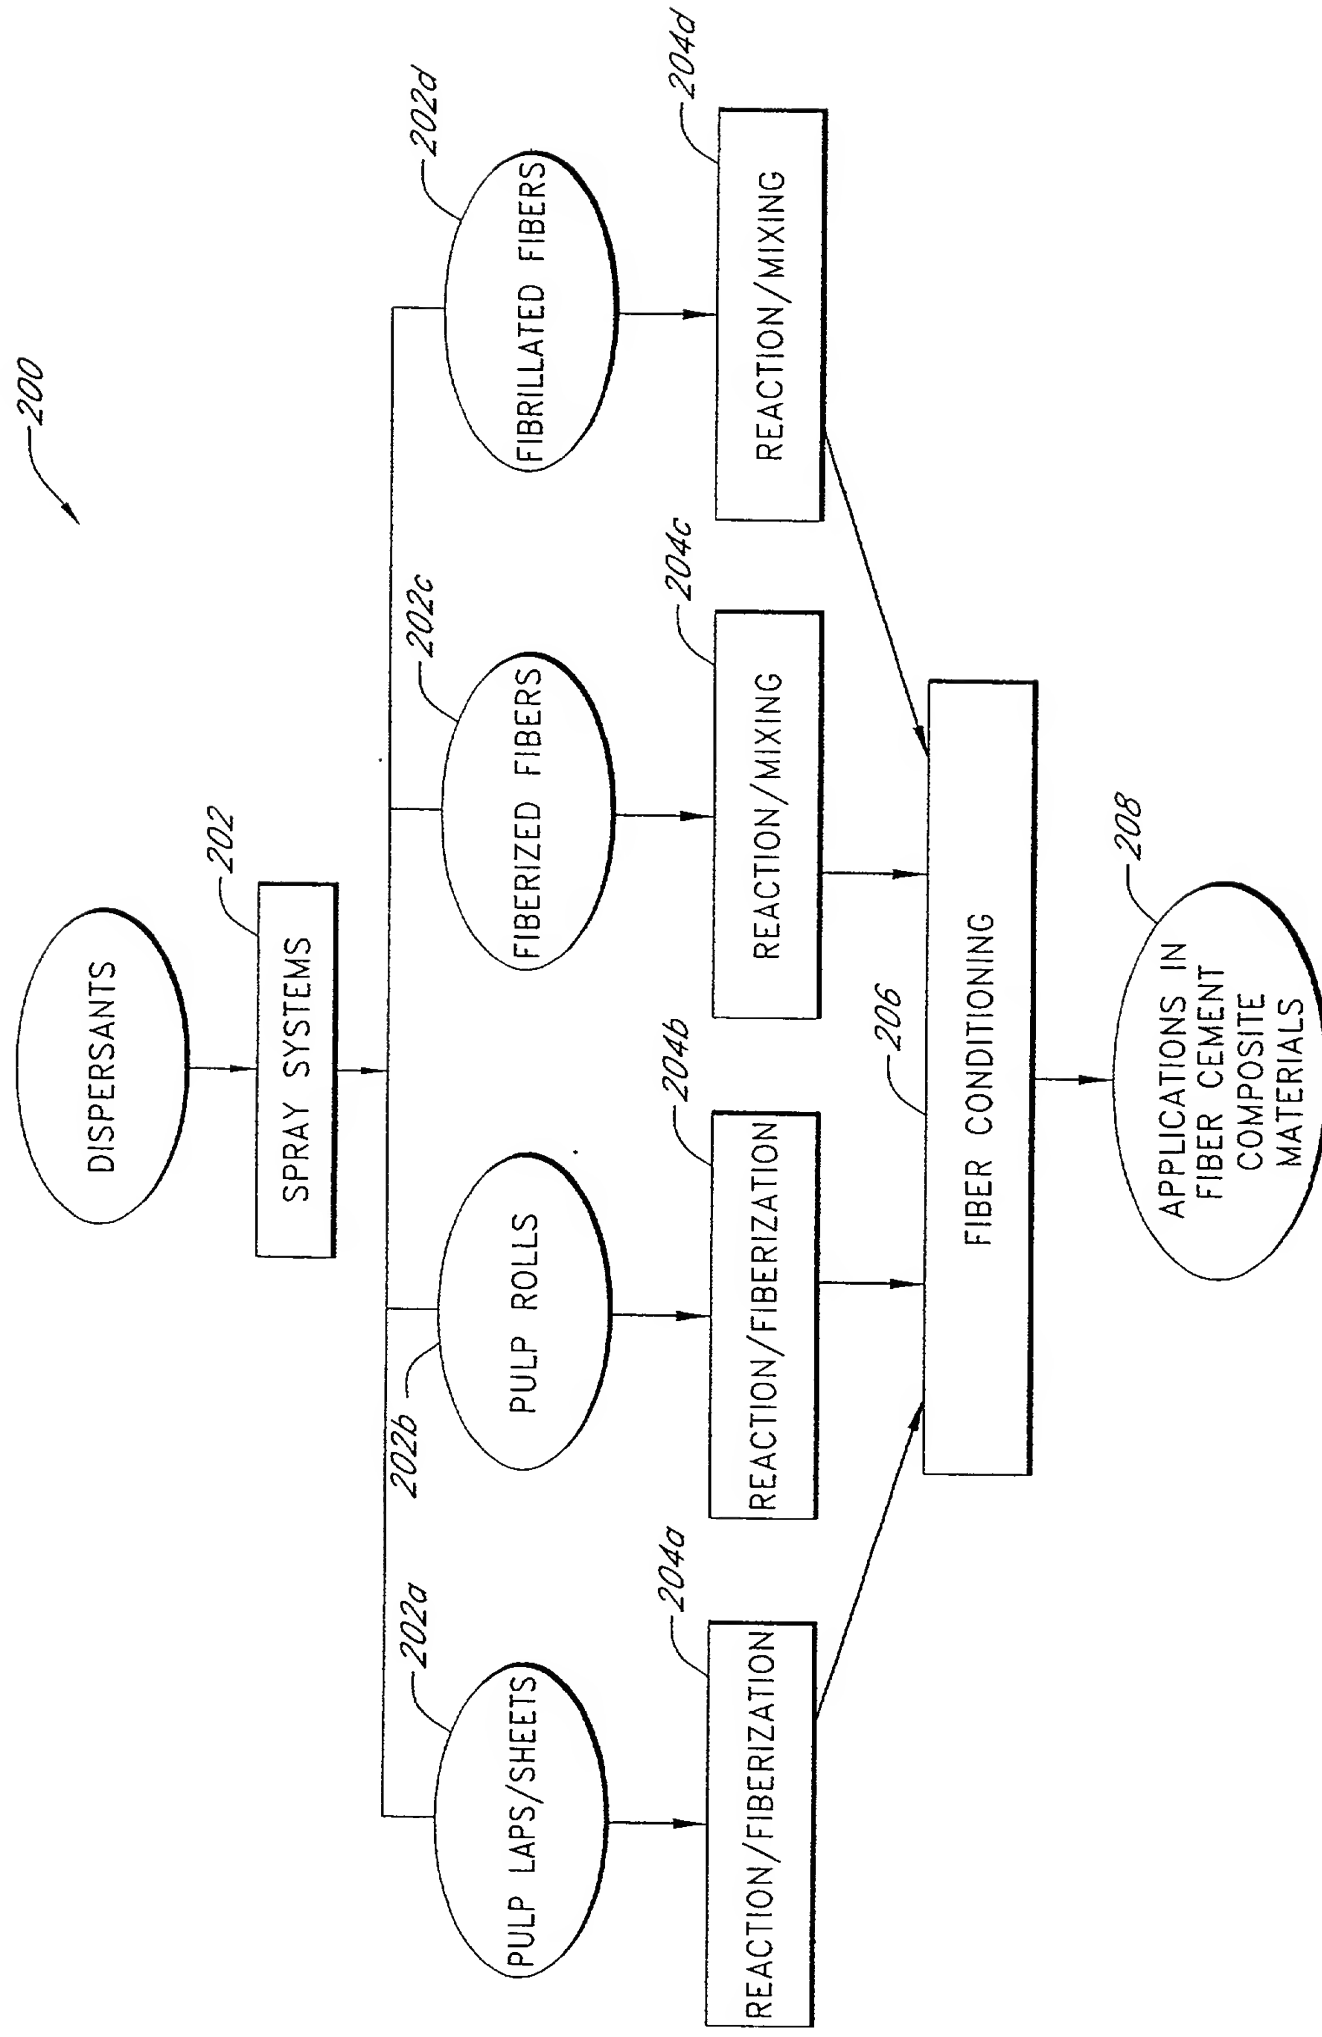 200
DISPERSANTS
202
SPRAY SYSTEMS
202a
PULP LAPS/SHEETS
202b
PULP ROLLS
202c
FIBERIZED FIBERS
202d
FIBRILLATED FIBERS
204a
REACTION/FIBERIZATION
204b
REACTION/FIBERIZATION
204c
REACTION/MIXING
204d
REACTION/MIXING
206
FIBER CONDITIONING
208
APPLICATIONS IN
FIBER CEMENT
COMPOSITE
MATERIALS